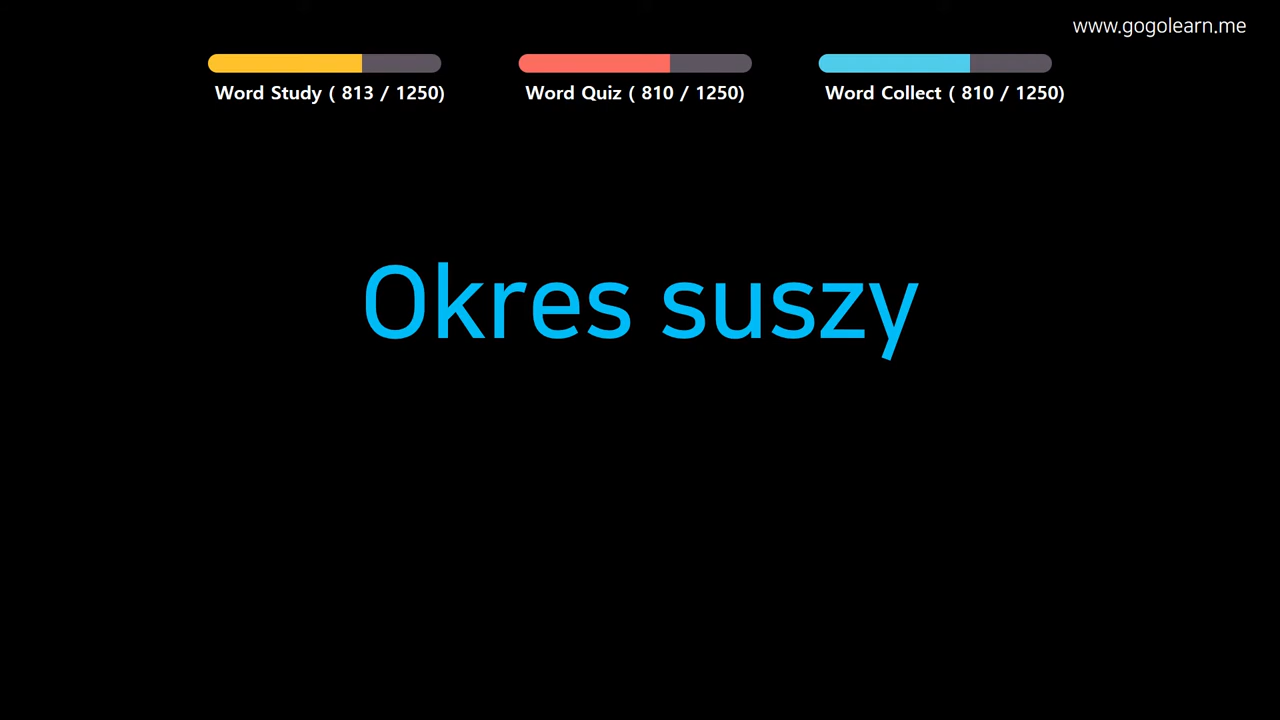 www.gogolearn.me
Word Study ( 813 / 1250)
Word Quiz ( 810 / 1250)
Word Collect ( 810 / 1250)
Okres suszy